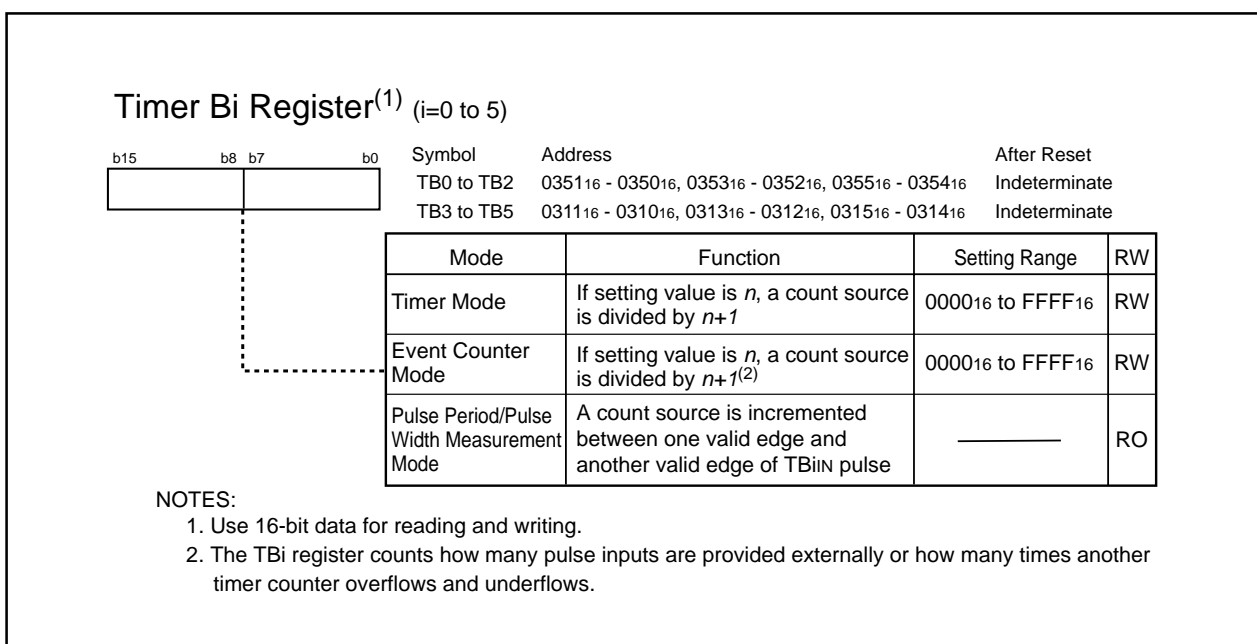 Timer Bi Register(1) (i=0 to 5)
b15 b8 b7 b0
Symbol Address After Reset
TB0 to TB2 035116 - 035016, 035316 - 035216, 035516 - 035416 Indeterminate
TB3 to TB5 031116 - 031016, 031316 - 031216, 031516 - 031416 Indeterminate
Mode Function Setting Range RW
Timer Mode If setting value is n, a count source
is divided by n+1 000016 to FFFF16 RW
Event Counter
Mode If setting value is n, a count source
is divided by n+1(2) 000016 to FFFF16 RW
Pulse Period/Pulse
Width Measurement
Mode A count source is incremented
between one valid edge and
another valid edge of TBiIN pulse RO
NOTES:
1. Use 16-bit data for reading and writing.
2. The TBi register counts how many pulse inputs are provided externally or how many times another
timer counter overflows and underflows.